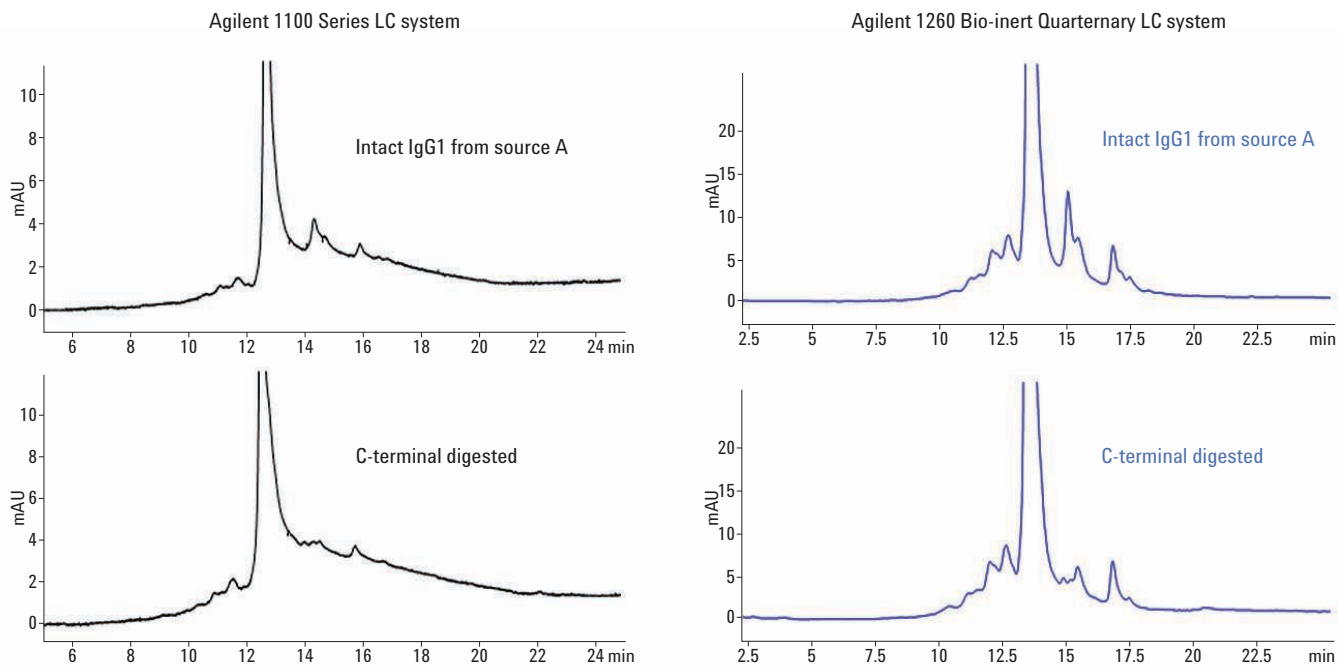 Agilent 1100 Series LC system
mAU
10
8
6
4
2
0
Intact IgG1 from source A
6 8 10 12 14 16 18 20 22 24 min
mAU
10
8
6
4
2
0
C-terminal digested
6 8 10 12 14 16 18 20 22 24 min
Agilent 1260 Bio-inert Quarternary LC system
mAU
20
15
10
5
0
Intact IgG1 from source A
2.5 5 7.5 10 12.5 15 17.5 20 22.5 min
mAU
20
15
10
5
0
C-terminal digested
2.5 5 7.5 10 12.5 15 17.5 20 22.5 min